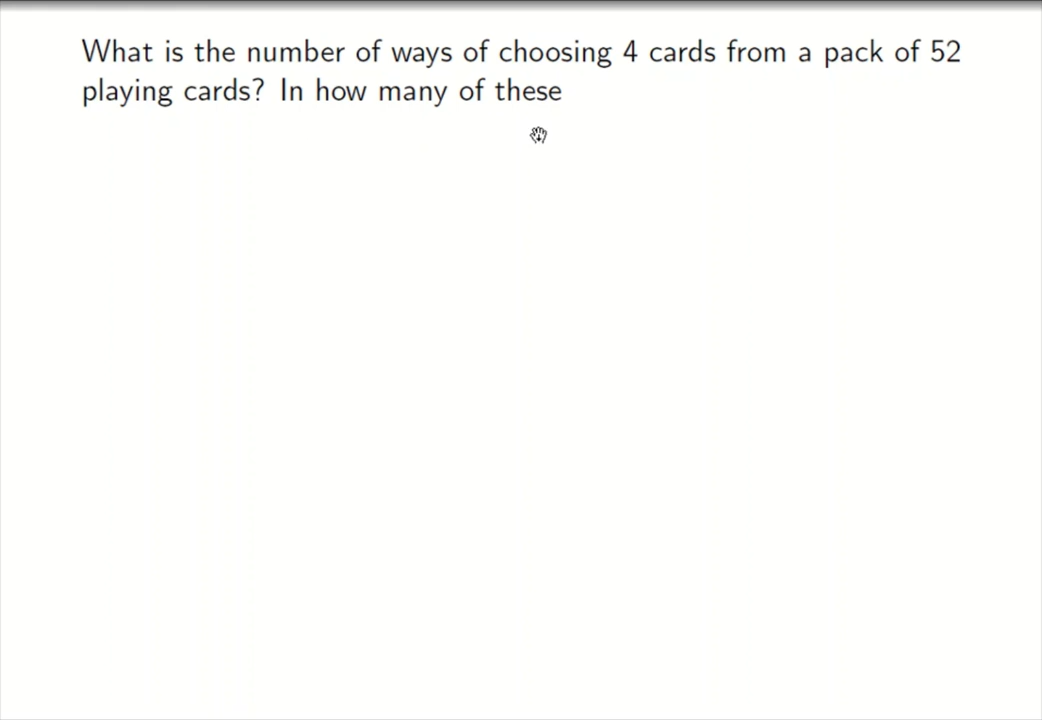 What is the number of ways of choosing 4 cards from a pack of 52
playing cards? In how many of these